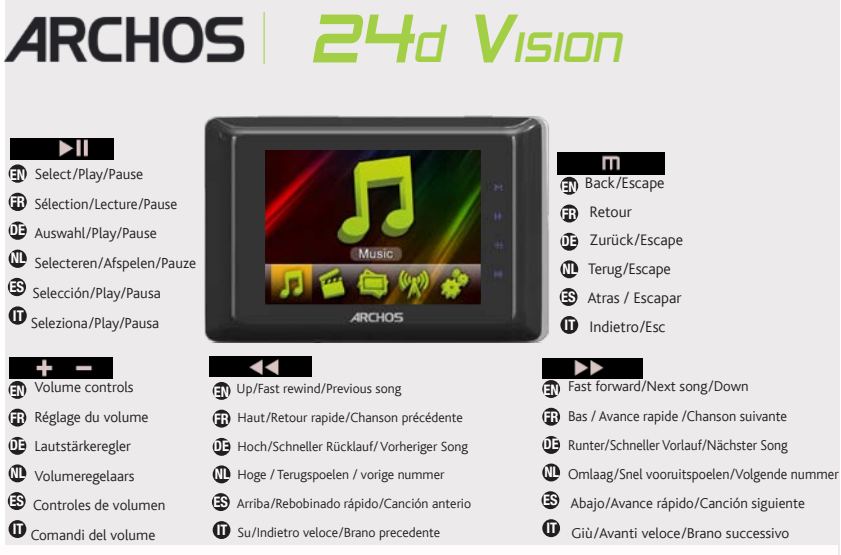 ARCHOS 24d Vision
EN Select/Play/Pause
FR Sélection/Lecture/Pause
DE Auswahl/Play/Pause
NL Selecteren/Afspelen/Pauze
ES Selección/Play/Pausa
IT Seleziona/Play/Pausa
Music
ARCHOS
m
EN Back/Escape
FR Retour
DE Zurück/Escape
NL Terug/Escape
ES Atras / Escapar
IT Indietro/Esc
+ −
EN Volume controls
FR Réglage du volume
DE Lautstärkeregler
NL Volumeregelaars
ES Controles de volumen
IT Comandi del volume
EN Up/Fast rewind/Previous song
FR Haut/Retour rapide/Chanson précédente
DE Hoch/Schneller Rücklauf/ Vorheriger Song
NL Hoge / Terugspoelen / vorige nummer
ES Arriba/Rebobinado rápido/Canción anterio
IT Su/Indietro veloce/Brano precedente
EN Fast forward/Next song/Down
FR Bas / Avance rapide /Chanson suivante
DE Runter/Schneller Vorlauf/Nächster Song
NL Omlaag/Snel vooruitspoelen/Volgende nummer
ES Abajo/Avance rápido/Canción siguiente
IT Giù/Avanti veloce/Brano successivo